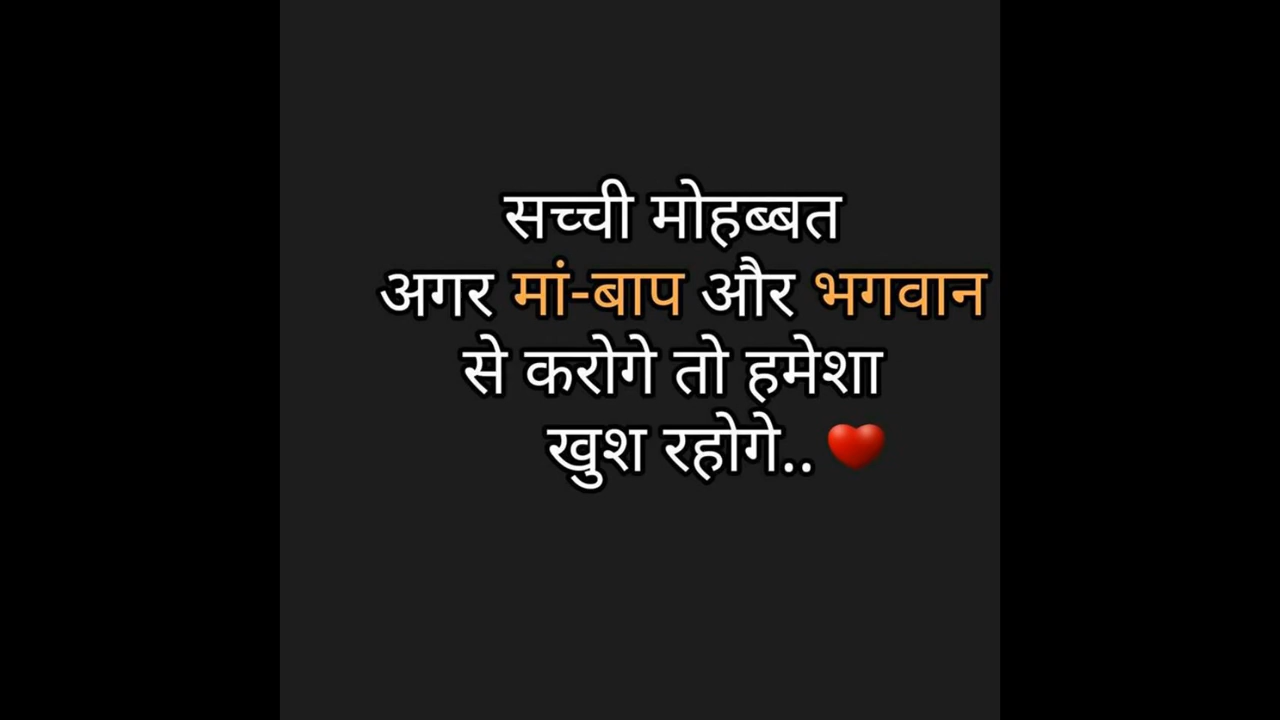 सच्ची मोहब्बत
अगर मां-बाप और भगवान
से करोगे तो हमेशा
खुश रहोगे..❤️